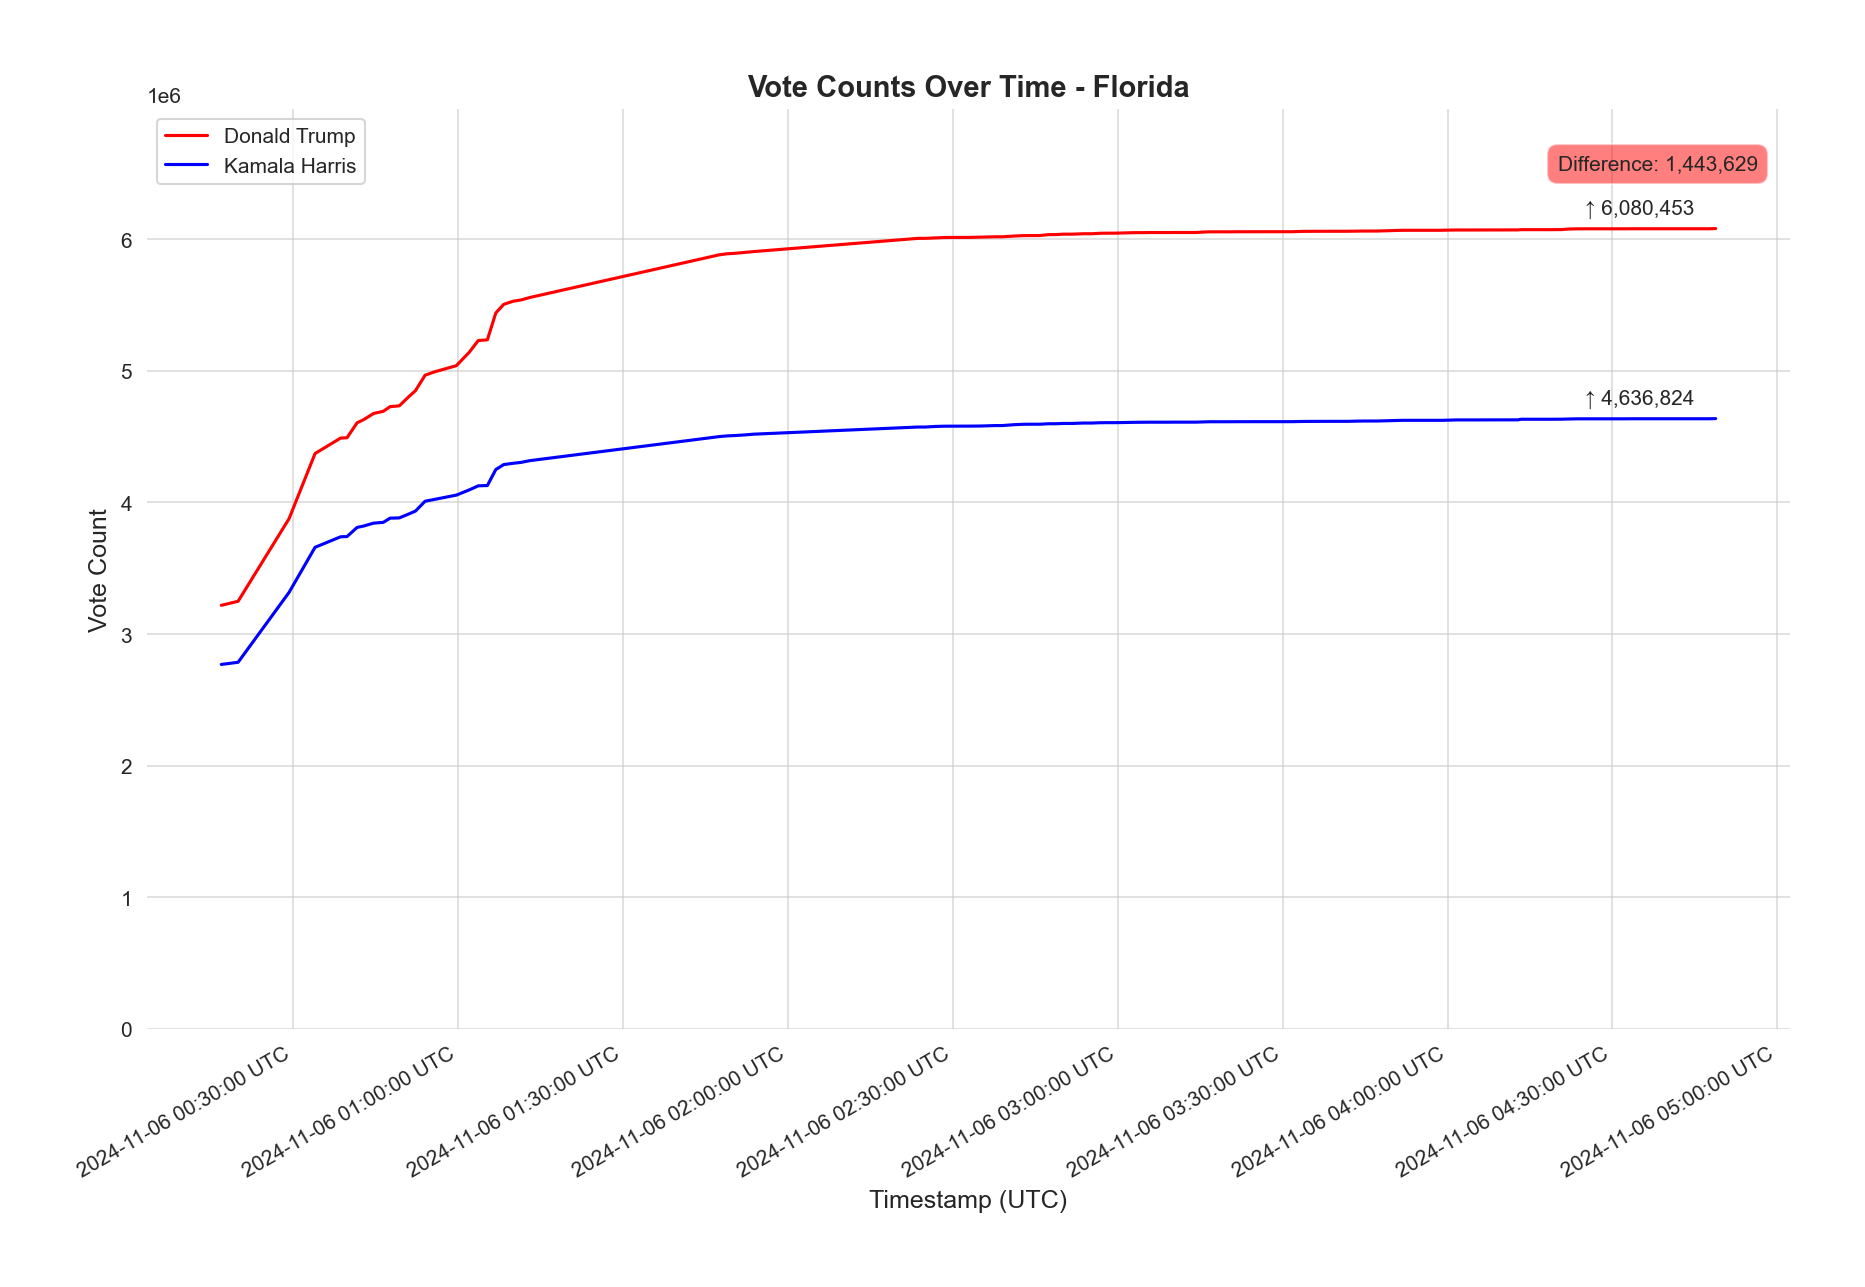 Vote Counts Over Time - Florida
1e6
Donald Trump
Kamala Harris
Difference: 1,443,629
↑ 6,080,453
↑ 4,636,824
6
5
4
3
2
1
0
Vote Count
2024-11-06 00:30:00 UTC
2024-11-06 01:00:00 UTC
2024-11-06 01:30:00 UTC
2024-11-06 02:00:00 UTC
2024-11-06 02:30:00 UTC
2024-11-06 03:00:00 UTC
2024-11-06 03:30:00 UTC
2024-11-06 04:00:00 UTC
2024-11-06 04:30:00 UTC
2024-11-06 05:00:00 UTC
Timestamp (UTC)